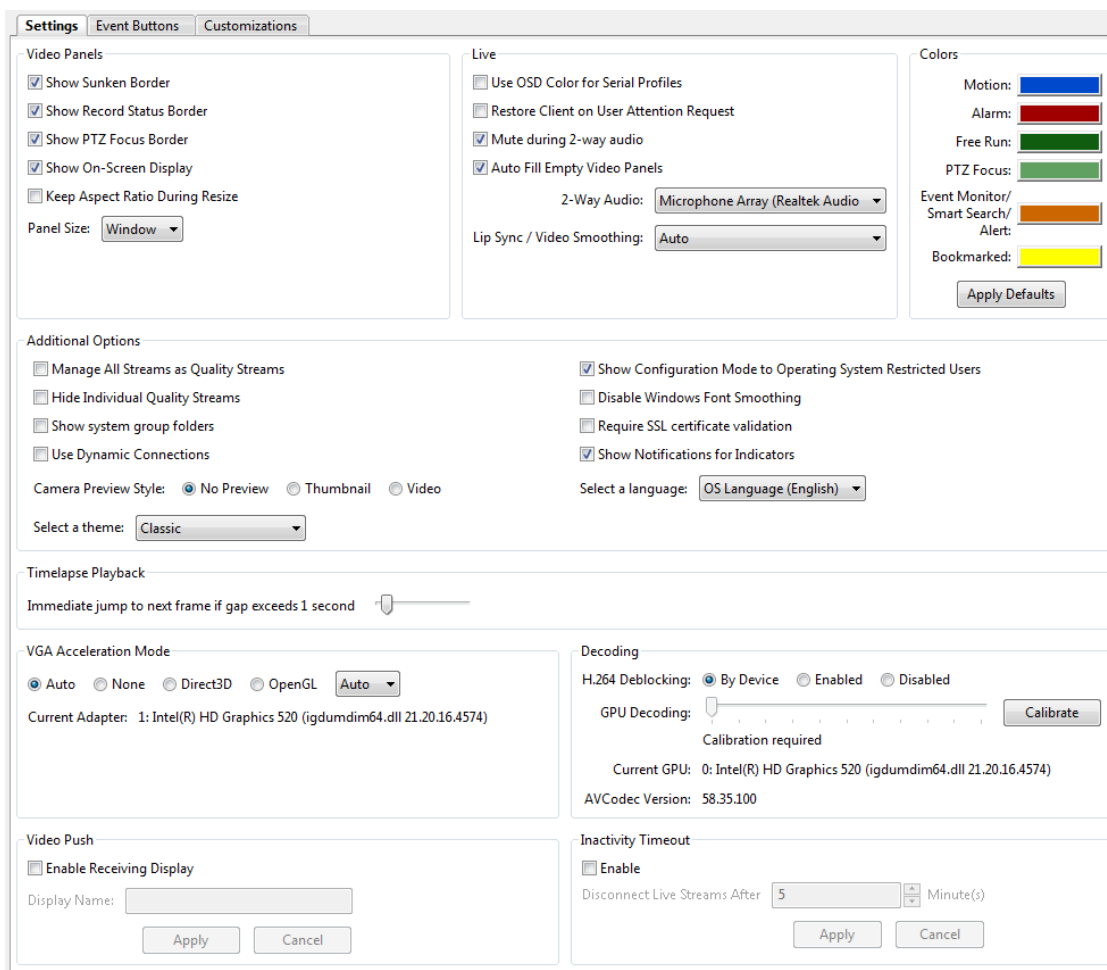 Settings Event Buttons Customizations
Video Panels
Show Sunken Border
Show Record Status Border
Show PTZ Focus Border
Show On-Screen Display
Keep Aspect Ratio During Resize
Panel Size: Window
Live
Use OSD Color for Serial Profiles
Restore Client on User Attention Request
Mute during 2-way audio
Auto Fill Empty Video Panels
2-Way Audio: Microphone Array (Realtek Audio
Lip Sync / Video Smoothing: Auto
Colors
Motion:
Alarm:
Free Run:
PTZ Focus:
Event Monitor/
Smart Search/
Alert:
Bookmarked:
Apply Defaults
Additional Options
Manage All Streams as Quality Streams
Hide Individual Quality Streams
Show system group folders
Use Dynamic Connections
Camera Preview Style: No Preview Thumbnail Video
Select a theme: Classic
Show Configuration Mode to Operating System Restricted Users
Disable Windows Font Smoothing
Require SSL certificate validation
Show Notifications for Indicators
Select a language: OS Language (English)
Timelapse Playback
Immediate jump to next frame if gap exceeds 1 second
VGA Acceleration Mode
Auto None Direct3D OpenGL Auto
Current Adapter: 1: Intel(R) HD Graphics 520 (igdumdim64.dll 21.20.16.4574)
Decoding
H.264 Deblocking: By Device Enabled Disabled
GPU Decoding: Calibrate
Calibration required
Current GPU: 0: Intel(R) HD Graphics 520 (igdumdim64.dll 21.20.16.4574)
AVCodec Version: 58.35.100
Video Push
Enable Receiving Display
Display Name:
Apply Cancel
Inactivity Timeout
Enable
Disconnect Live Streams After 5 Minute(s)
Apply Cancel